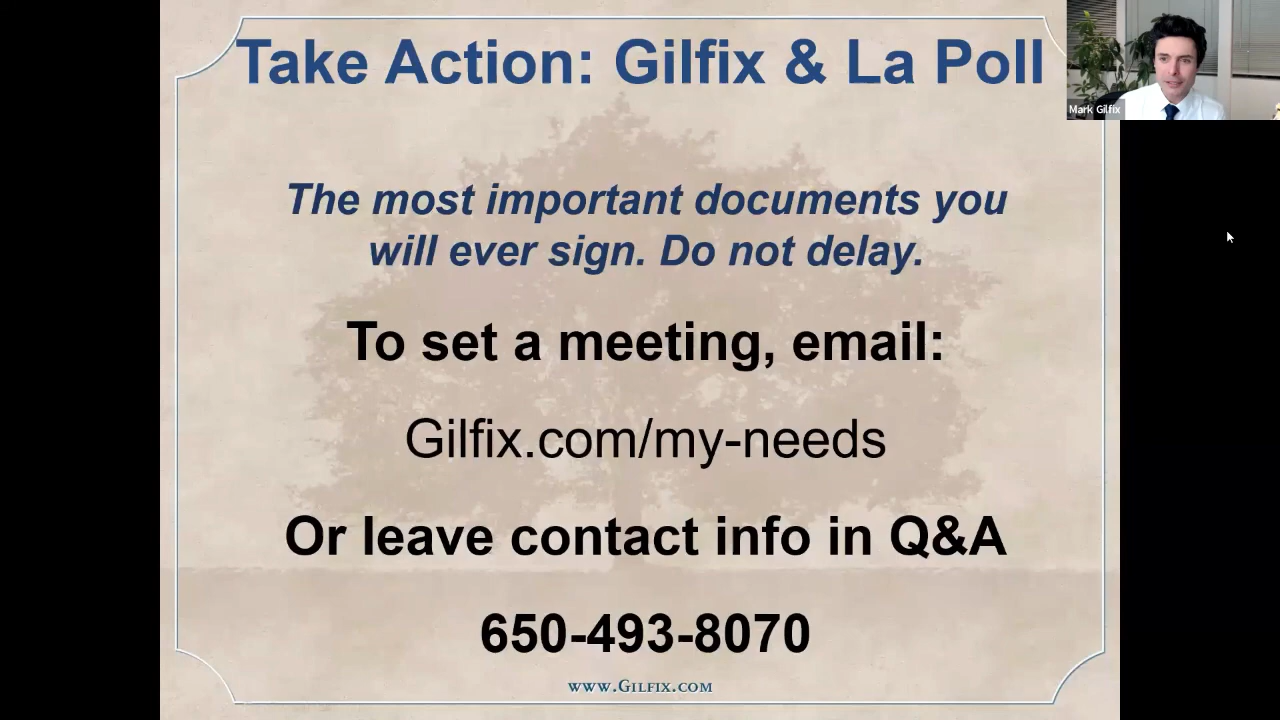 Take Action: Gilfix & La Poll
Mark Gilfix
The most important documents you
will ever sign. Do not delay.
To set a meeting, email:
Gilfix.com/my-needs
Or leave contact info in Q&A
650-493-8070
www.Gilfix.com